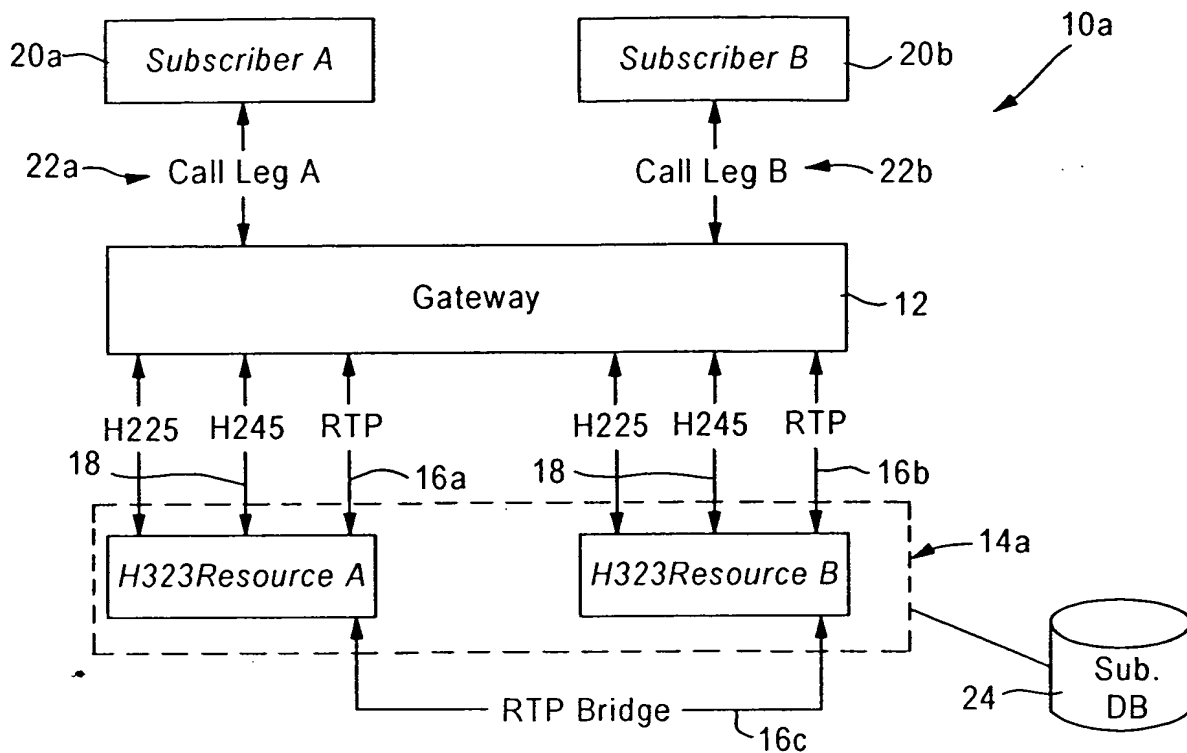 20a
Subscriber A
Subscriber B
20b
10a
22a
Call Leg A
Call Leg B
22b
Gateway
12
H225
H245
RTP
H225
H245
RTP
18
16a
18
16b
H323Resource A
H323Resource B
14a
RTP Bridge
16c
24
Sub.
DB